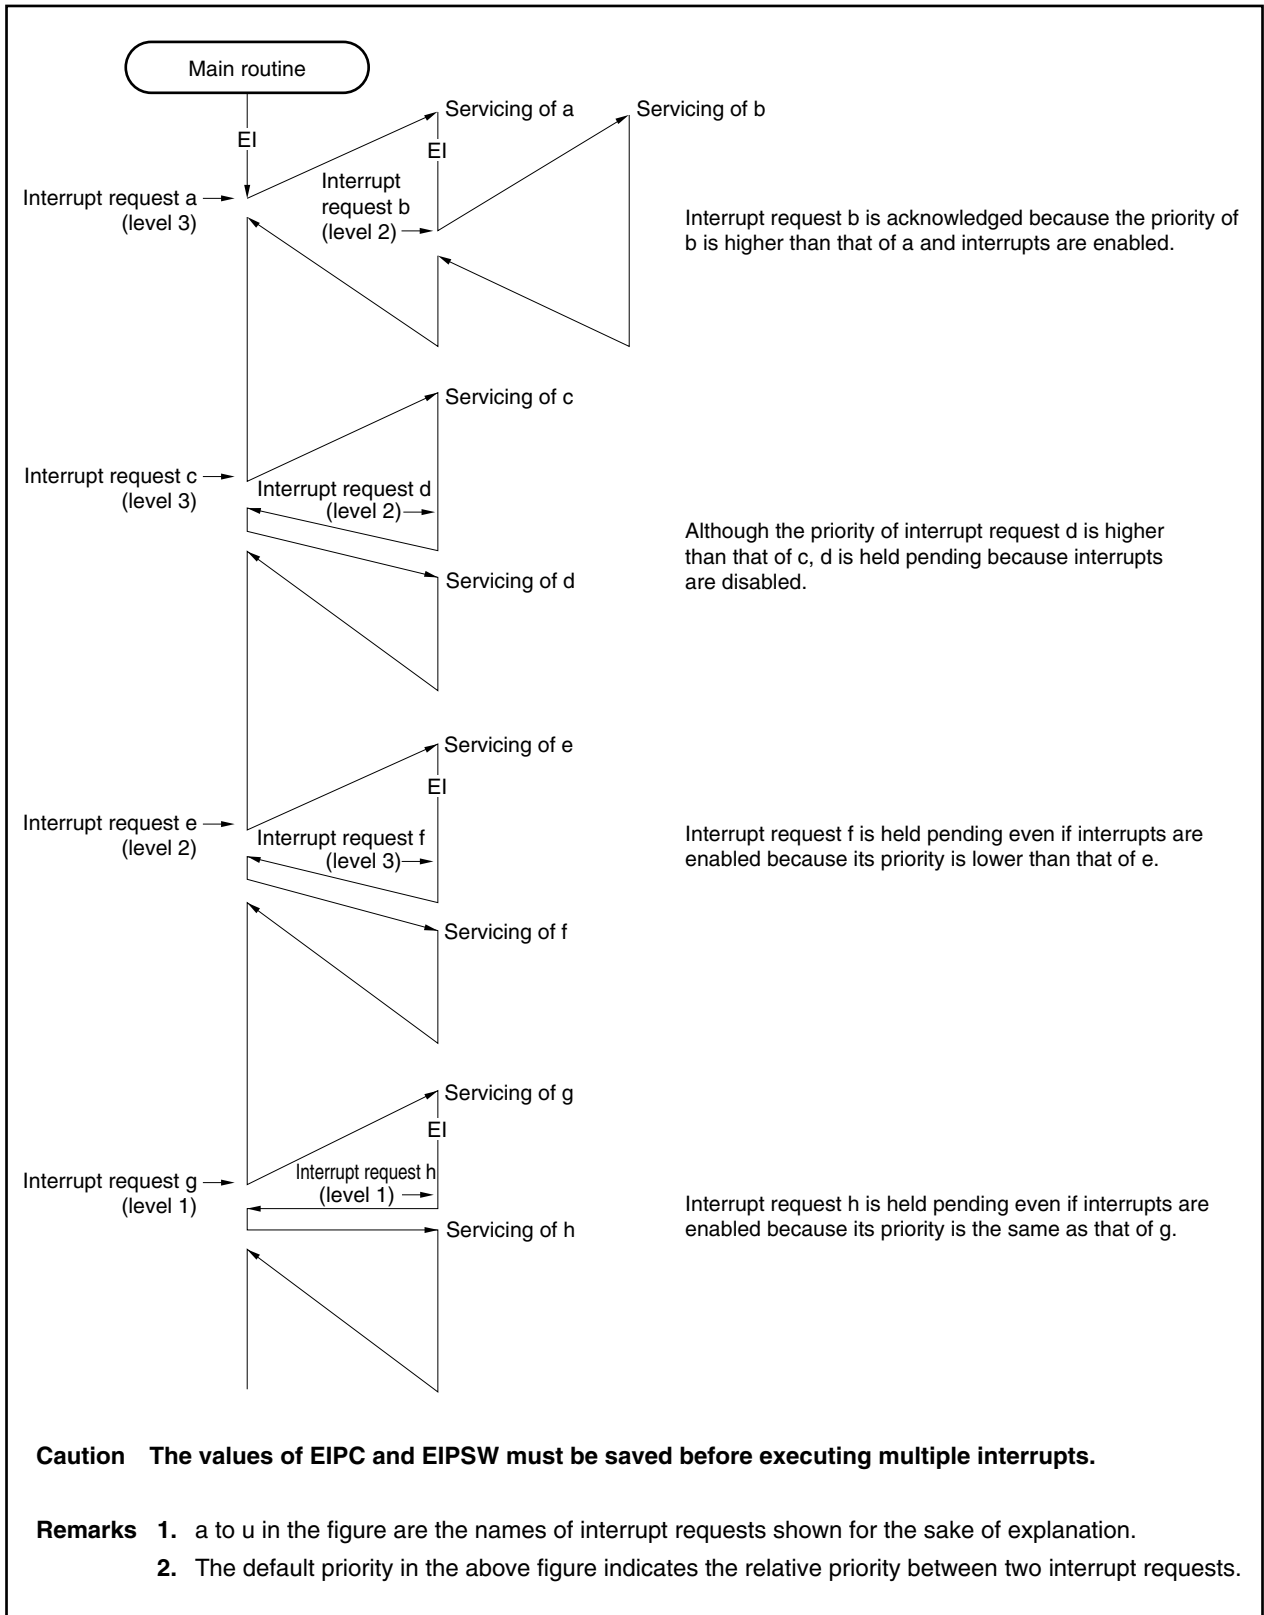 Main routine
EI
Servicing of a
Servicing of b
EI
Interrupt request a
(level 3)
Interrupt
request b
(level 2)
Interrupt request b is acknowledged because the priority of
b is higher than that of a and interrupts are enabled.
Servicing of c
Interrupt request c
(level 3)
Interrupt request d
(level 2)
Although the priority of interrupt request d is higher
than that of c, d is held pending because interrupts
are disabled.
Servicing of d
Servicing of e
EI
Interrupt request e
(level 2)
Interrupt request f
(level 3)
Interrupt request f is held pending even if interrupts are
enabled because its priority is lower than that of e.
Servicing of f
Servicing of g
EI
Interrupt request g
(level 1)
Interrupt request h
(level 1)
Interrupt request h is held pending even if interrupts are
enabled because its priority is the same as that of g.
Servicing of h
Caution The values of EIPC and EIPSW must be saved before executing multiple interrupts.
Remarks 1. a to u in the figure are the names of interrupt requests shown for the sake of explanation.
2. The default priority in the above figure indicates the relative priority between two interrupt requests.